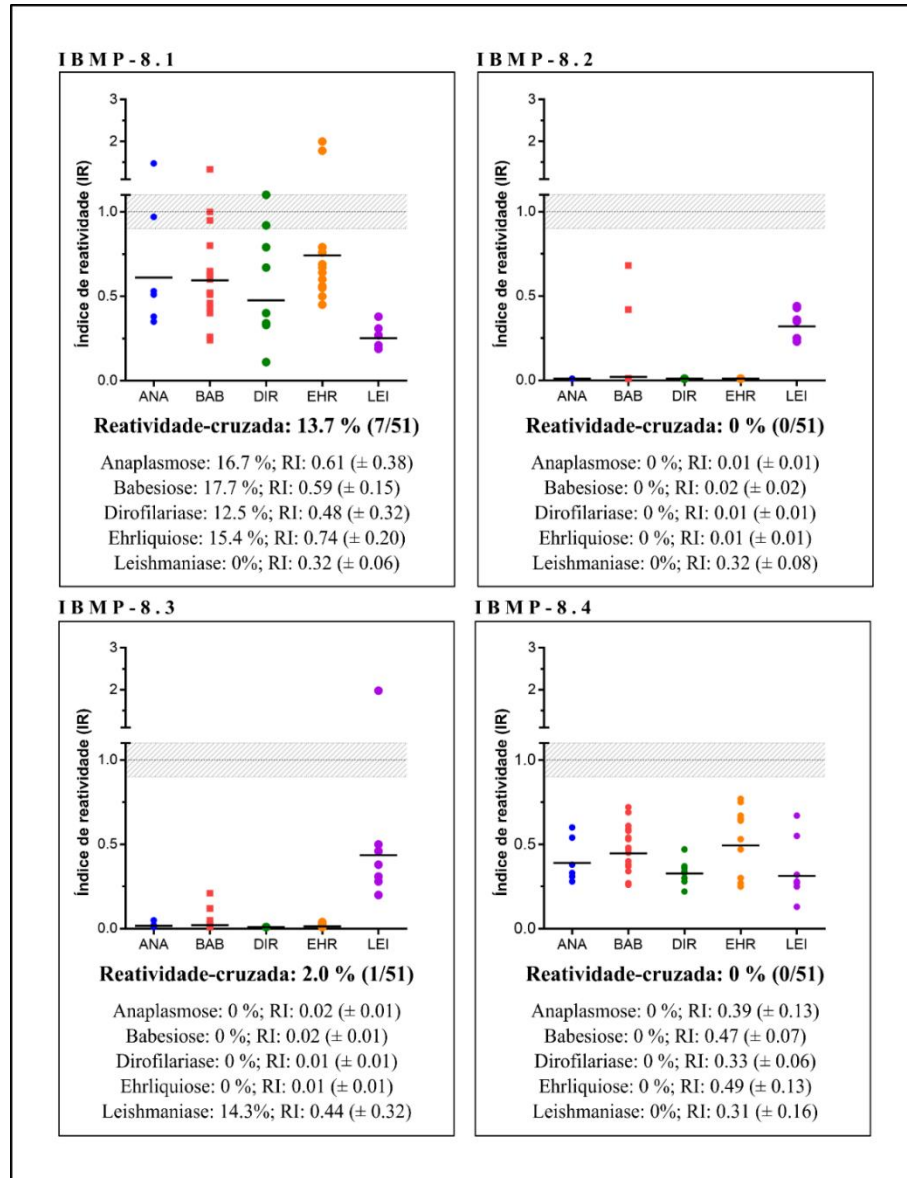 IBMP-8.1
3
2
1.0
0.5
0.0
Índice de reatividade (IR)
ANA BAB DIR EHR LEI
Reatividade-cruzada: 13.7 % (7/51)
Anaplasmose: 16.7 %; RI: 0.61 (± 0.38)
Babesiose: 17.7 %; RI: 0.59 (± 0.15)
Dirofilariase: 12.5 %; RI: 0.48 (± 0.32)
Ehrliquiose: 15.4 %; RI: 0.74 (± 0.20)
Leishmaniase: 0%; RI: 0.32 (± 0.06)
IBMP-8.2
3
2
1.0
0.5
0.0
Índice de reatividade (IR)
ANA BAB DIR EHR LEI
Reatividade-cruzada: 0 % (0/51)
Anaplasmose: 0 %; RI: 0.01 (± 0.01)
Babesiose: 0 %; RI: 0.02 (± 0.02)
Dirofilariase: 0 %; RI: 0.01 (± 0.01)
Ehrliquiose: 0 %; RI: 0.01 (± 0.01)
Leishmaniase: 0%; RI: 0.32 (± 0.08)
IBMP-8.3
3
2
1.0
0.5
0.0
Índice de reatividade (IR)
ANA BAB DIR EHR LEI
Reatividade-cruzada: 2.0 % (1/51)
Anaplasmose: 0 %; RI: 0.02 (± 0.01)
Babesiose: 0 %; RI: 0.02 (± 0.01)
Dirofilariase: 0 %; RI: 0.01 (± 0.01)
Ehrliquiose: 0 %; RI: 0.01 (± 0.01)
Leishmaniase: 14.3%; RI: 0.44 (± 0.32)
IBMP-8.4
3
2
1.0
0.5
0.0
Índice de reatividade (IR)
ANA BAB DIR EHR LEI
Reatividade-cruzada: 0 % (0/51)
Anaplasmose: 0 %; RI: 0.39 (± 0.13)
Babesiose: 0 %; RI: 0.47 (± 0.07)
Dirofilariase: 0 %; RI: 0.33 (± 0.06)
Ehrliquiose: 0 %; RI: 0.49 (± 0.13)
Leishmaniase: 0%; RI: 0.31 (± 0.16)